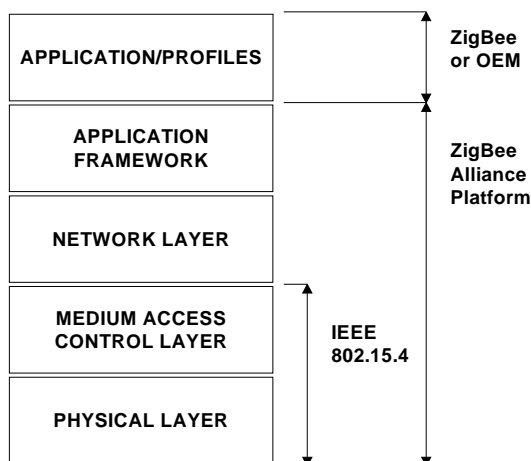 APPLICATION/PROFILES
ZigBee
or OEM
APPLICATION
FRAMEWORK
ZigBee
Alliance
Platform
NETWORK LAYER
MEDIUM ACCESS
CONTROL LAYER
IEEE
802.15.4
PHYSICAL LAYER